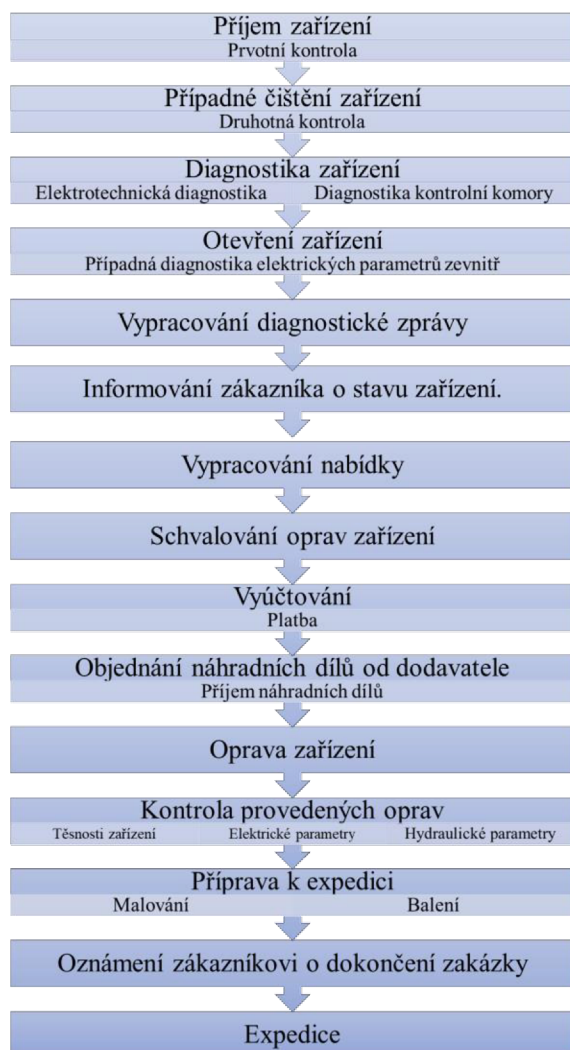 Příjem zařízení
Prvotní kontrola
Případné čištění zařízení
Druhotná kontrola
Diagnostika zařízení
Elektrotechnická diagnostika Diagnostika kontrolní komory
Otevření zařízení
Případná diagnostika elektrických parametrů zevnitř
Vypracování diagnostické zprávy
Informování zákazníka o stavu zařízení.
Vypracování nabídky
Schvalování oprav zařízení
Vyúčtování
Platba
Objednání náhradních dílů od dodavatele
Příjem náhradních dílů
Oprava zařízení
Kontrola provedených oprav
Těsnosti zařízení Elektrické parametry Hydraulické parametry
Příprava k expedici
Malování Balení
Oznámení zákazníkovi o dokončení zakázky
Expedice